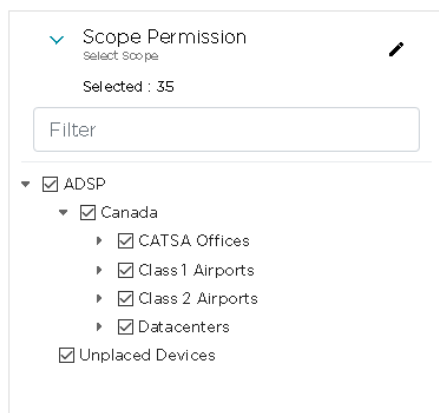 Scope Permission
Select Scope
Selected : 35
Filter
ADSP
Canada
CATSA Offices
Class 1 Airports
Class 2 Airports
Datacenters
Unplaced Devices